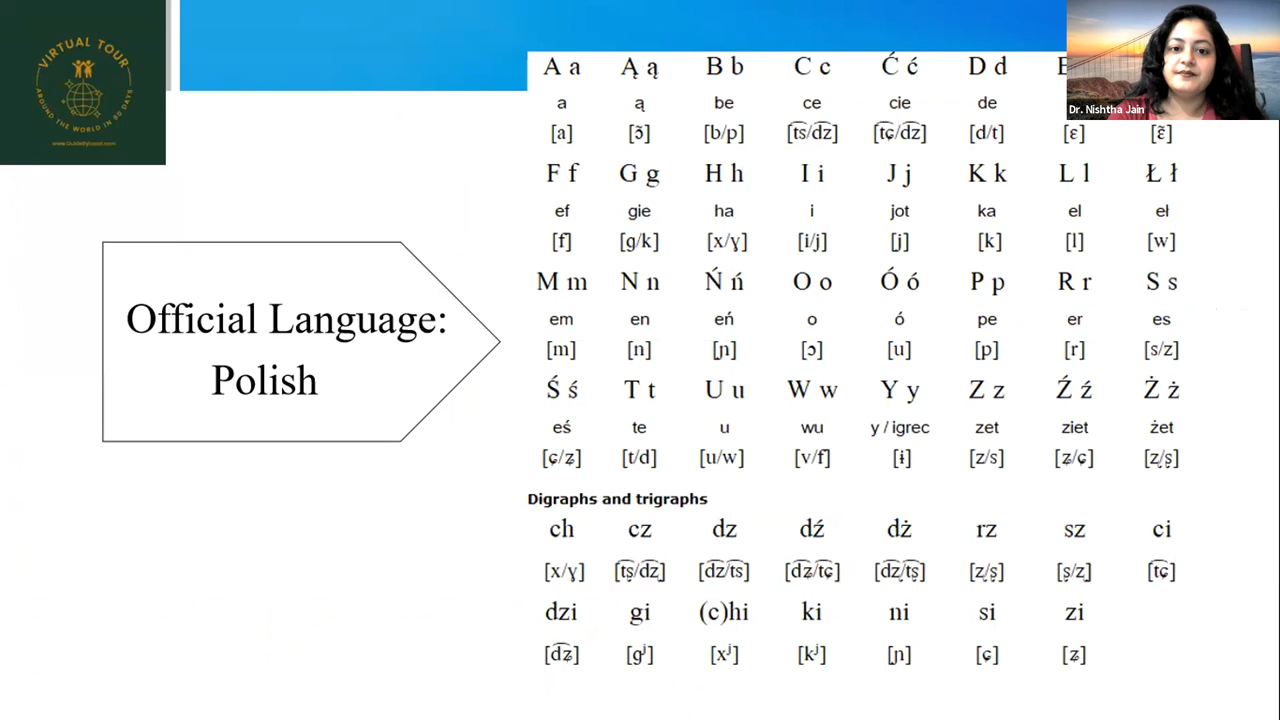 VIRTUAL TOUR
AROUND THE WORLD IN 80 DAYS
Dr. Nishtha Jain
Official Language:
Polish
A a Ą ą B b C c Ć ć D d
a ą be ce cie de
[a] [ɔ̃] [b/p] [t͡s/d͡z] [t͡ɕ/d͡ʑ] [d/t] [ɛ] [ɛ̃]
F f G g H h I i J j K k L l Ł ł
ef gie ha i jot ka el eł
[f] [ɡ/k] [x/ɣ] [i/j] [j] [k] [l] [w]
M m N n Ń ń O o Ó ó P p R r S s
em en eń o ó pe er es
[m] [n] [ɲ] [ɔ] [u] [p] [r] [s/z]
Ś ś T t U u W w Y y Z z Ź ź Ż ż
eś te u wu y / igrec zet ziet żet
[ɕ/ʑ] [t/d] [u/w] [v/f] [ɨ] [z/s] [ʑ/ɕ] [ʐ/ʂ]
Digraphs and trigraphs
ch cz dz dź dż rz sz ci
[x/ɣ] [t͡ʂ/d͡ʐ] [d͡z/t͡s] [d͡ʑ/t͡ɕ] [d͡ʐ/t͡ʂ] [ʐ/ʂ] [ʂ/ʐ] [t͡ɕ]
dzi gi (c)hi ki ni si zi
[d͡ʑ] [ɡʲ] [xʲ] [kʲ] [ɲ] [ɕ] [ʑ]